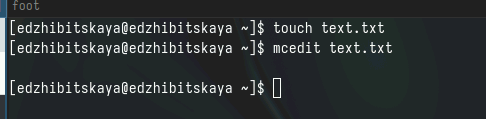 foot
[edzhibitskaya@edzhibitskaya ~]$ touch text.txt
[edzhibitskaya@edzhibitskaya ~]$ mcedit text.txt
[edzhibitskaya@edzhibitskaya ~]$